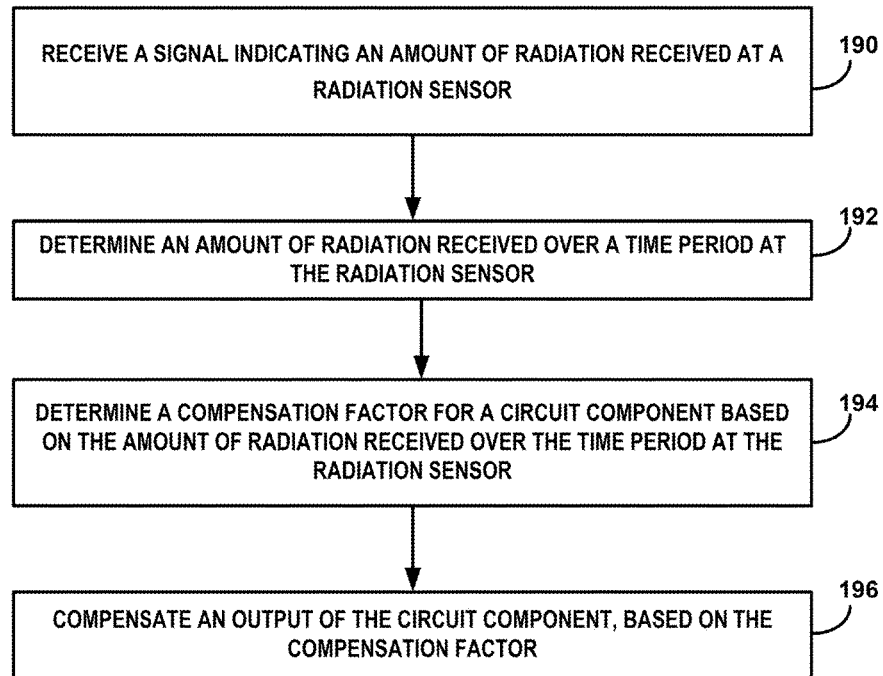 RECEIVE A SIGNAL INDICATING AN AMOUNT OF RADIATION RECEIVED AT A
RADIATION SENSOR
190
DETERMINE AN AMOUNT OF RADIATION RECEIVED OVER A TIME PERIOD AT
THE RADIATION SENSOR
192
DETERMINE A COMPENSATION FACTOR FOR A CIRCUIT COMPONENT BASED
ON THE AMOUNT OF RADIATION RECEIVED OVER THE TIME PERIOD AT THE
RADIATION SENSOR
194
COMPENSATE AN OUTPUT OF THE CIRCUIT COMPONENT, BASED ON THE
COMPENSATION FACTOR
196